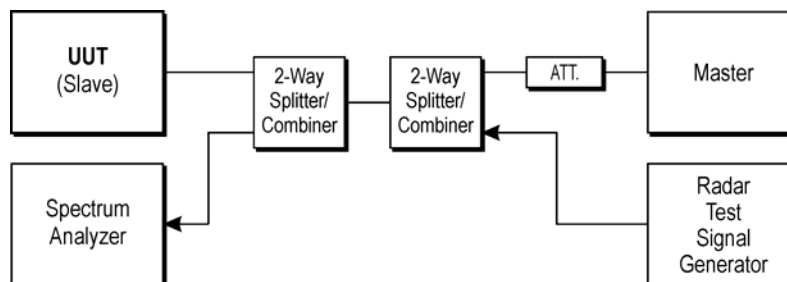 UUT
(Slave)
2-Way
Splitter/
Combiner
2-Way
Splitter/
Combiner
ATT.
Master
Spectrum
Analyzer
Radar
Test
Signal
Generator